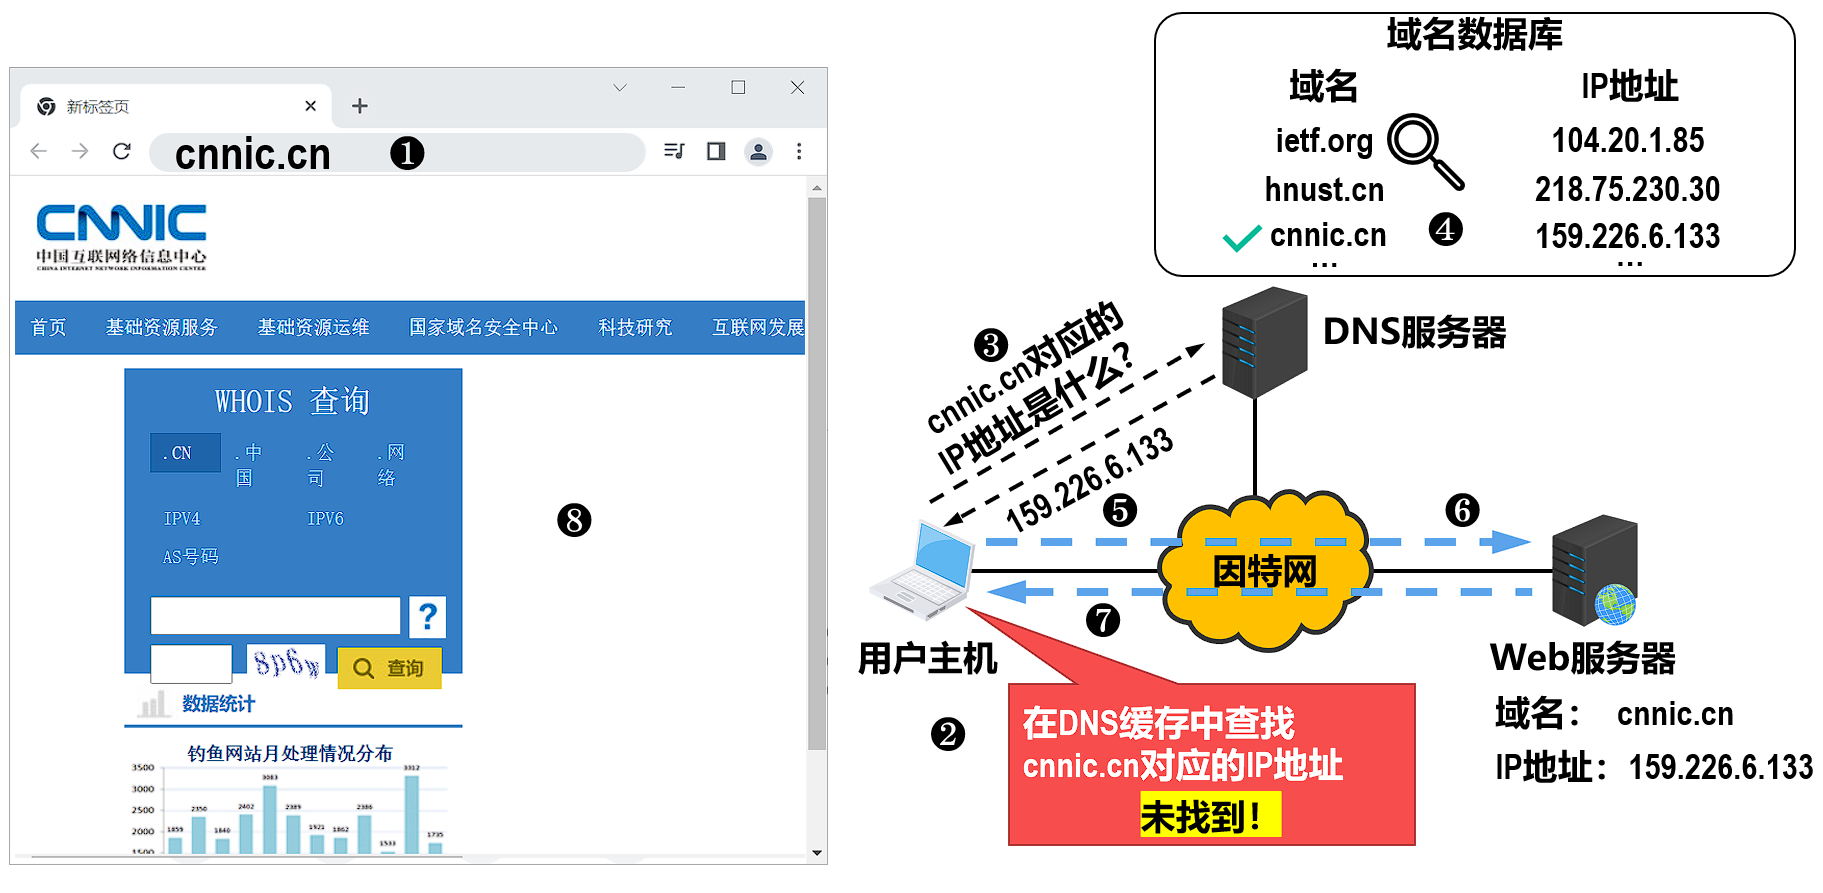 新标签页
cnnic.cn ❶
CNNIC
中国互联网络信息中心
CHINA INTERNET NETWORK INFORMATION CENTER
首页 基础资源服务 基础资源运维 国家域名安全中心 科技研究 互联网发展
WHOIS 查询
.CN .中国 .公司 .网络
IPV4 IPV6
AS号码
?
8p6w 查询
数据统计
钓鱼网站月处理情况分布
3500
3000
2500
2000
1500
1859 2350 1840 2402 3083 2389 1921 1862 2386 1533 3312 1735
❽
域名数据库
域名 IP地址
ietf.org 104.20.1.85
hnust.cn 218.75.230.30
cnnic.cn ❹ 159.226.6.133
... ...
DNS服务器
❸
cnnic.cn对应的
IP地址是什么?
159.226.6.133
❺ ❻
因特网
❼
用户主机
Web服务器
域名： cnnic.cn
IP地址：159.226.6.133
❷
在DNS缓存中查找
cnnic.cn对应的IP地址
未找到！